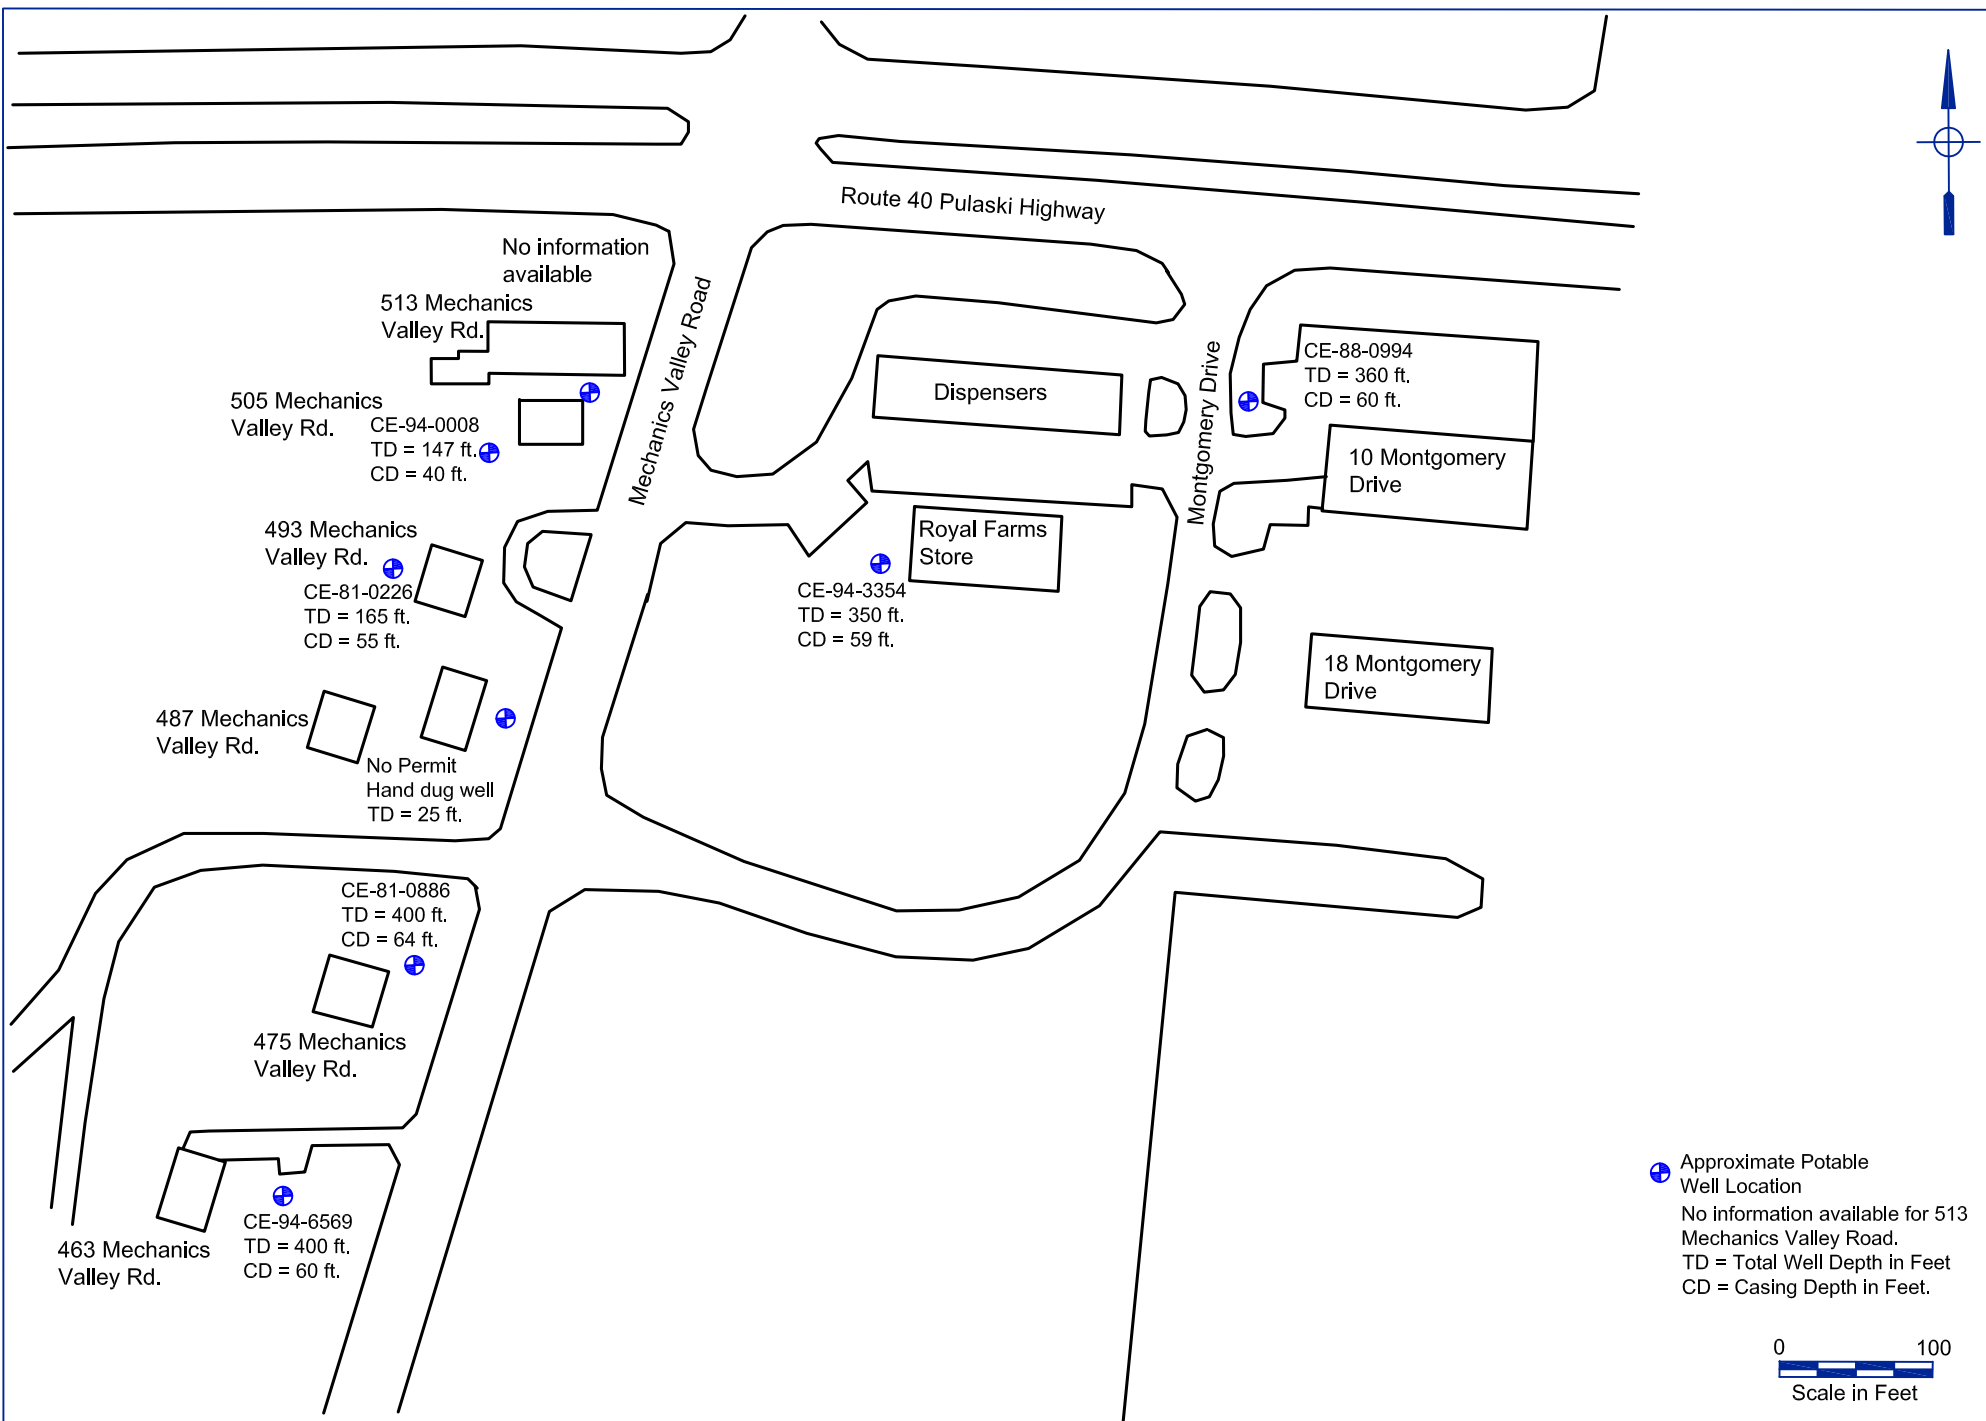 Route 40 Pulaski Highway
No information
available
513 Mechanics
Valley Rd.
Mechanics Valley Road
505 Mechanics
Valley Rd.
CE-94-0008
TD = 147 ft.
CD = 40 ft.
Dispensers
Montgomery Drive
CE-88-0994
TD = 360 ft.
CD = 60 ft.
10 Montgomery
Drive
493 Mechanics
Valley Rd.
CE-81-0226
TD = 165 ft.
CD = 55 ft.
Royal Farms
Store
CE-94-3354
TD = 350 ft.
CD = 59 ft.
18 Montgomery
Drive
487 Mechanics
Valley Rd.
No Permit
Hand dug well
TD = 25 ft.
CE-81-0886
TD = 400 ft.
CD = 64 ft.
475 Mechanics
Valley Rd.
463 Mechanics
Valley Rd.
CE-94-6569
TD = 400 ft.
CD = 60 ft.
Approximate Potable
Well Location
No information available for 513
Mechanics Valley Road.
TD = Total Well Depth in Feet
CD = Casing Depth in Feet.
0 100
Scale in Feet